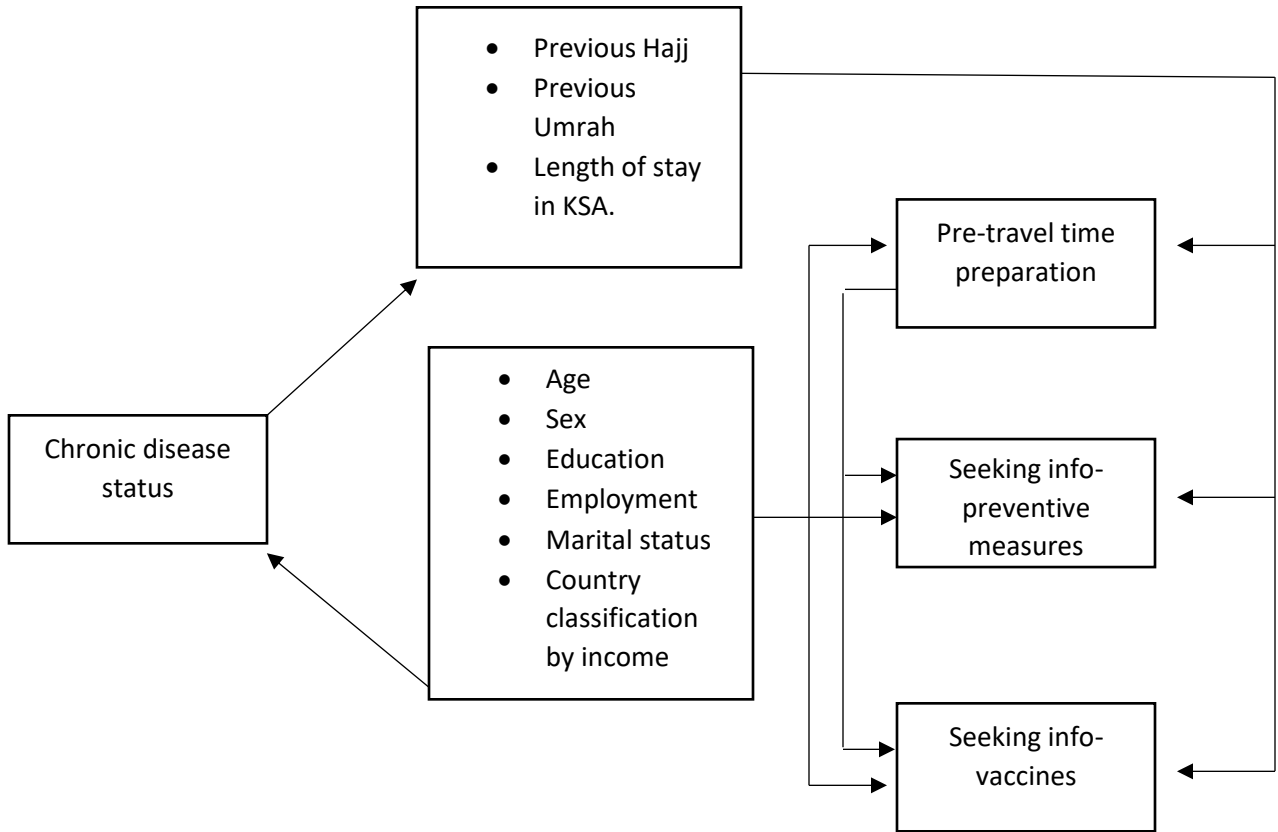 • Previous Hajj
• Previous
Umrah
• Length of stay
in KSA.
Pre-travel time
preparation
• Age
• Sex
• Education
• Employment
• Marital status
• Country
classification
by income
Chronic disease
status
Seeking info-
preventive
measures
Seeking info-
vaccines